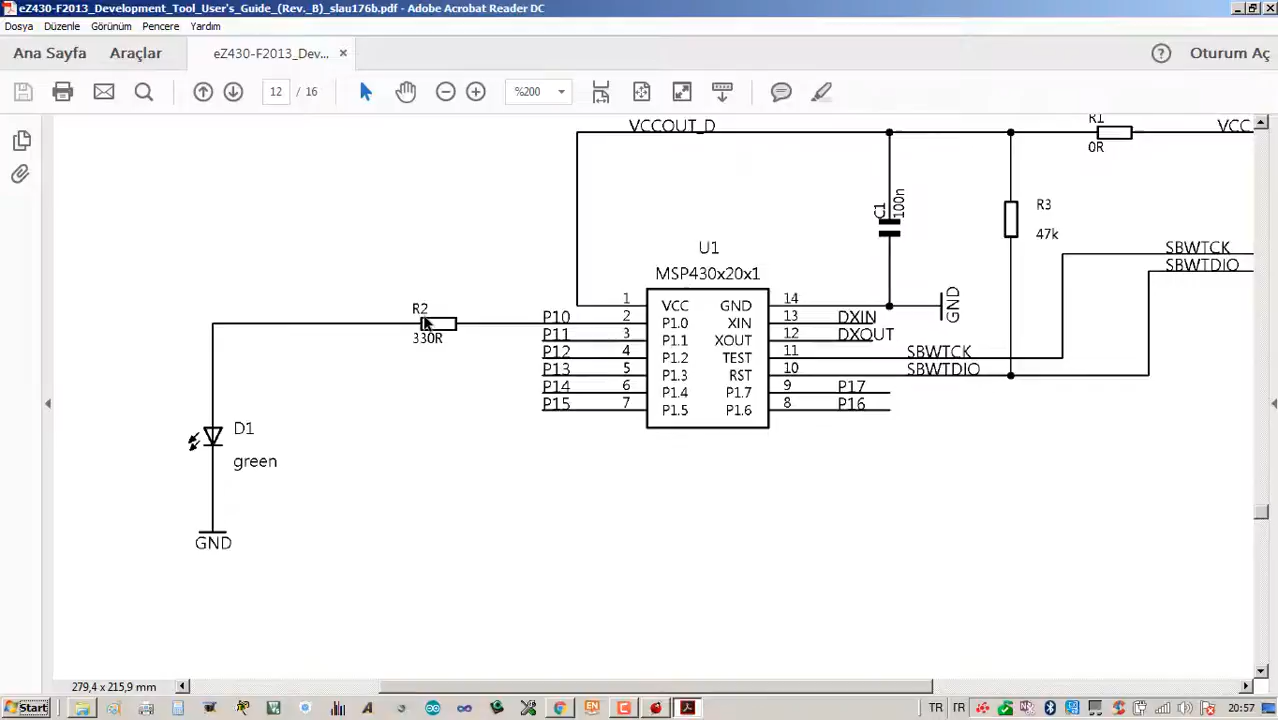 eZ430-F2013_Development_Tool_User's_Guide_(Rev._B)_slau176b.pdf - Adobe Acrobat Reader DC
Dosya Düzenle Görünüm Pencere Yardım
Ana Sayfa Araçlar eZ430-F2013_Dev... × ? Oturum Aç
12 / 16 %200
VCCOUT_D R1 VCC
0R
C1 100n
R3
47k
U1
MSP430x20x1
SBWTCK
SBWTDIO
R2
330R
P10 2 P1.0
P11 3 P1.1
P12 4 P1.2
P13 5 P1.3
P14 6 P1.4
P15 7 P1.5
1 VCC
GND 14 GND
XIN 13 DXIN
XOUT 12 DXOUT
TEST 11 SBWTCK
RST 10 SBWTDIO
P1.7 9 P17
P1.6 8 P16
D1
green
GND
279,4 x 215,9 mm
Start EN TR FR 20:57